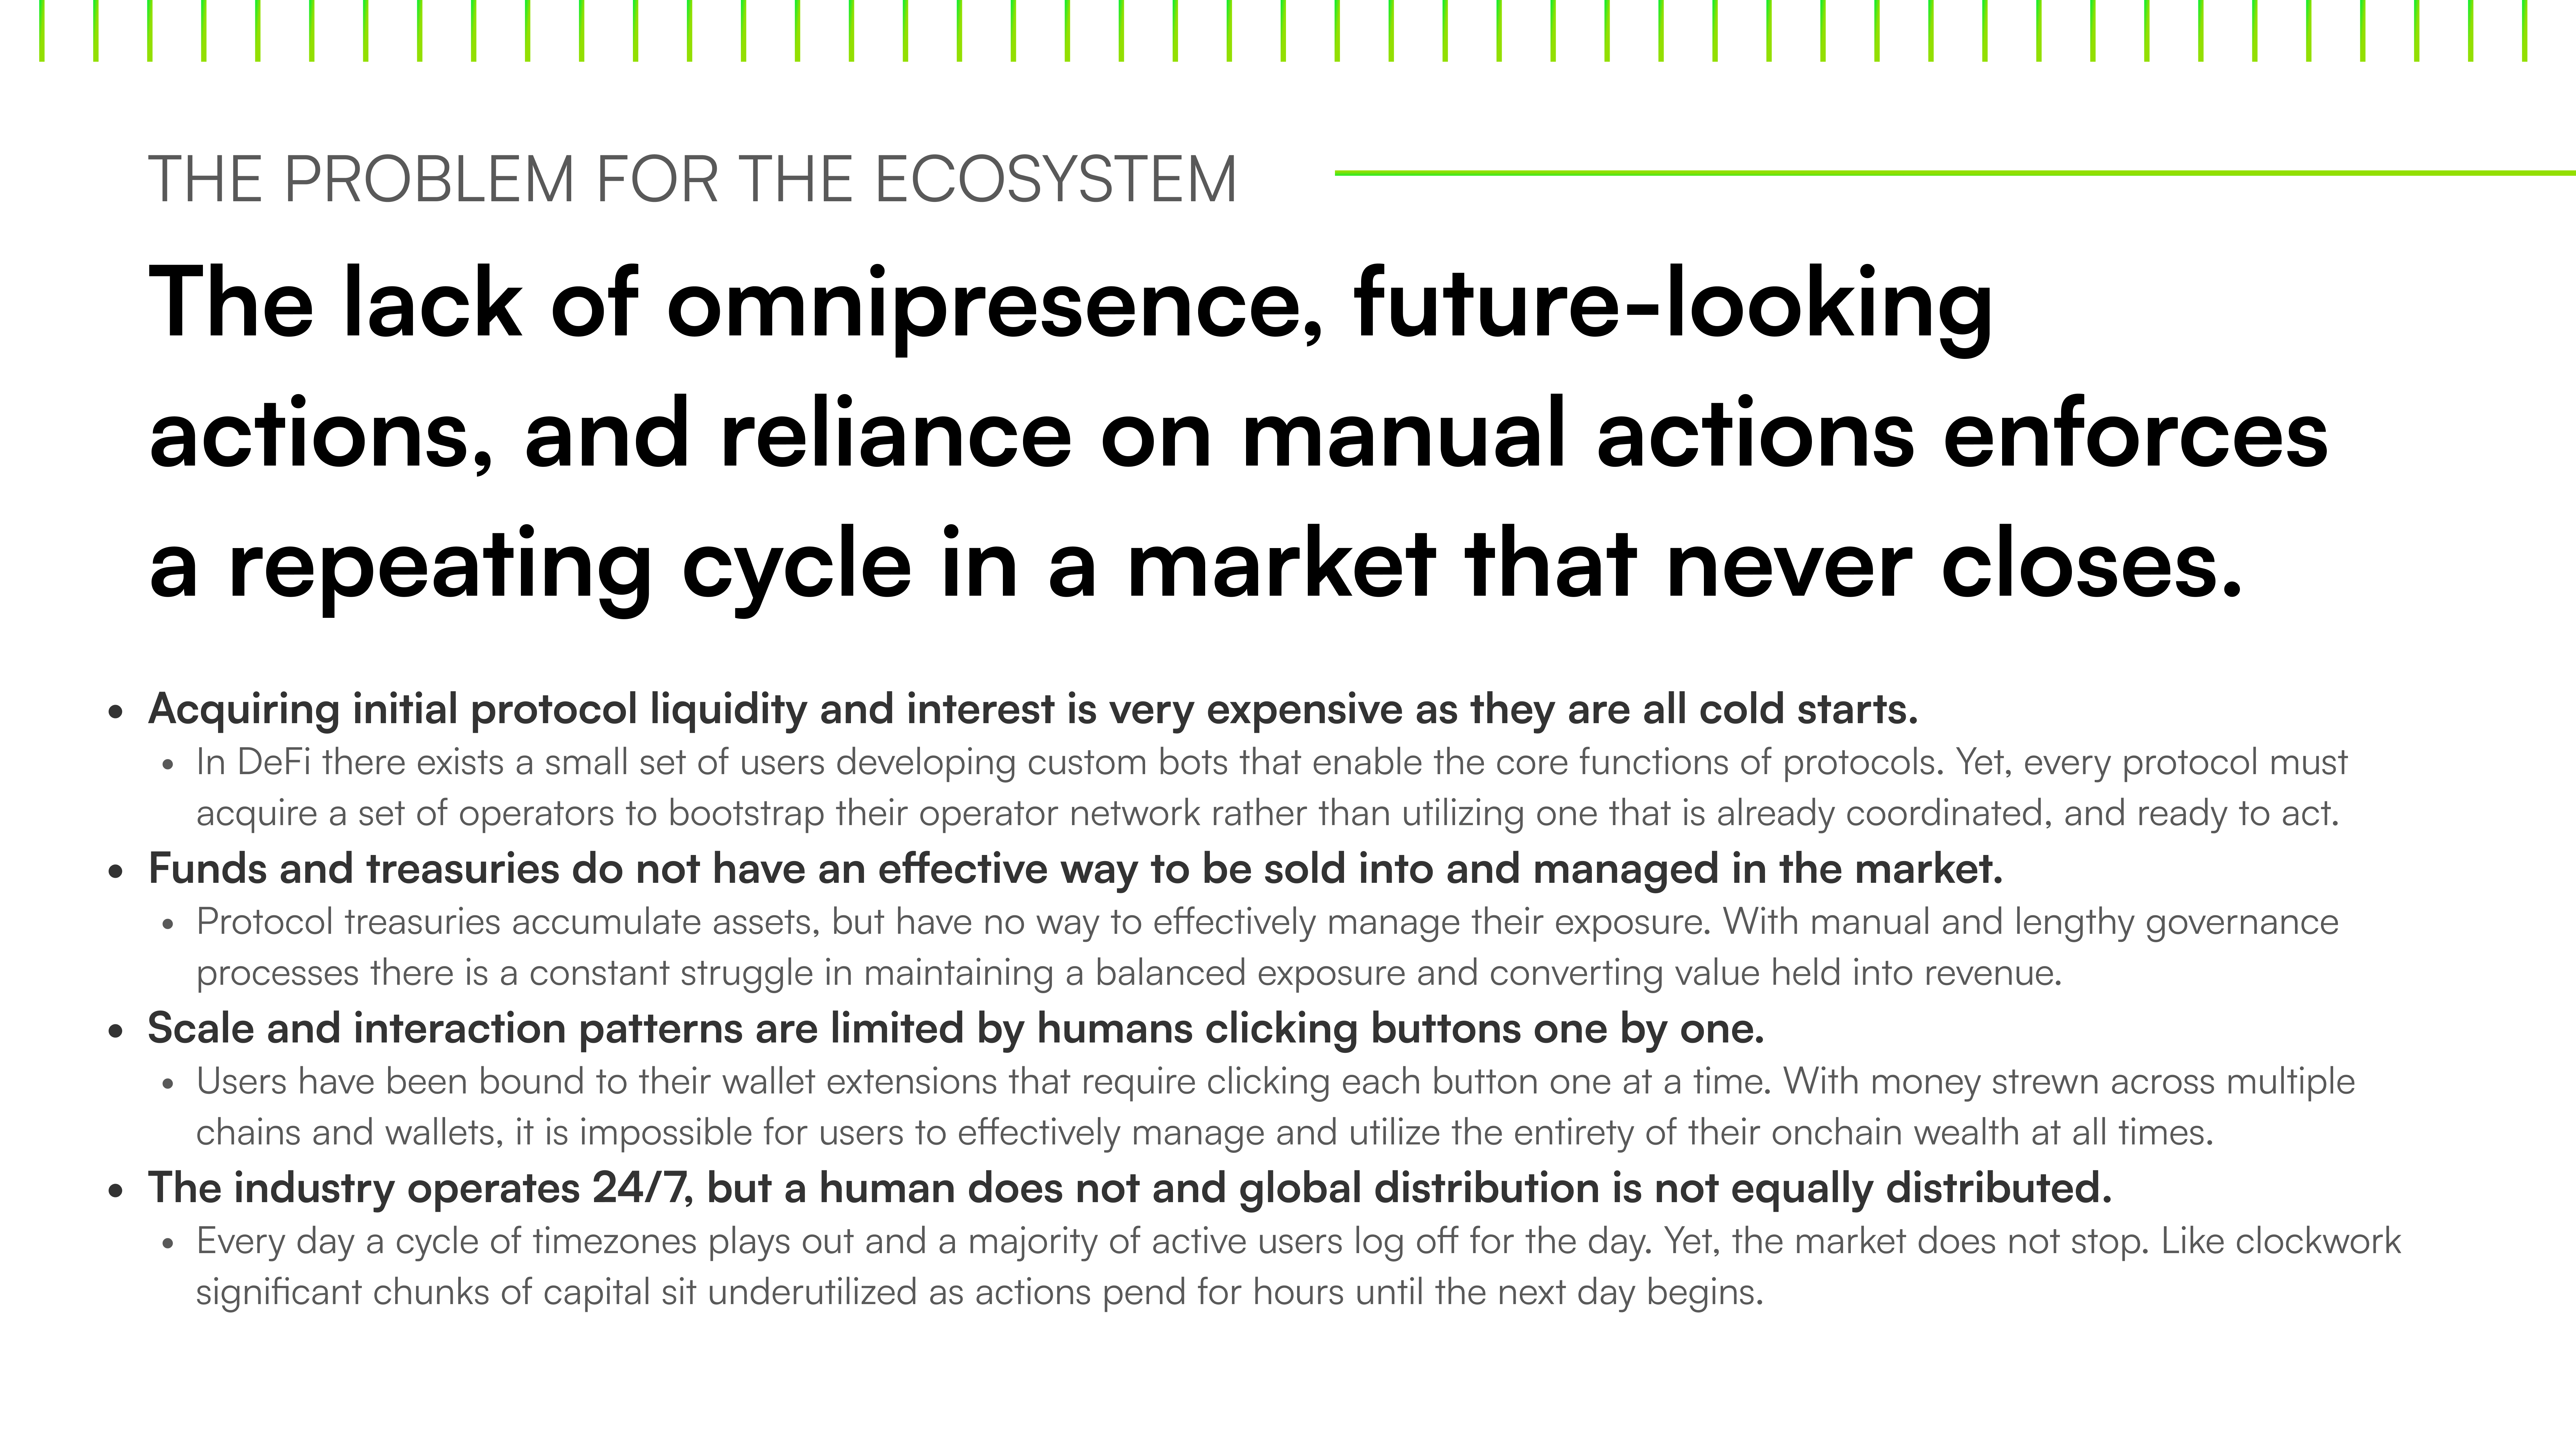 THE PROBLEM FOR THE ECOSYSTEM
The lack of omnipresence, future-looking
actions, and reliance on manual actions enforces
a repeating cycle in a market that never closes.
• Acquiring initial protocol liquidity and interest is very expensive as they are all cold starts.
• In DeFi there exists a small set of users developing custom bots that enable the core functions of protocols. Yet, every protocol must
acquire a set of operators to bootstrap their operator network rather than utilizing one that is already coordinated, and ready to act.
• Funds and treasuries do not have an effective way to be sold into and managed in the market.
• Protocol treasuries accumulate assets, but have no way to effectively manage their exposure. With manual and lengthy governance
processes there is a constant struggle in maintaining a balanced exposure and converting value held into revenue.
• Scale and interaction patterns are limited by humans clicking buttons one by one.
• Users have been bound to their wallet extensions that require clicking each button one at a time. With money strewn across multiple
chains and wallets, it is impossible for users to effectively manage and utilize the entirety of their onchain wealth at all times.
• The industry operates 24/7, but a human does not and global distribution is not equally distributed.
• Every day a cycle of timezones plays out and a majority of active users log off for the day. Yet, the market does not stop. Like clockwork
significant chunks of capital sit underutilized as actions pend for hours until the next day begins.